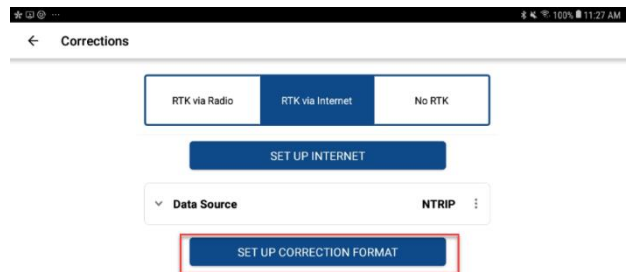 100% 11:27 AM
Corrections
RTK via Radio RTK via Internet No RTK
SET UP INTERNET
Data Source NTRIP
SET UP CORRECTION FORMAT